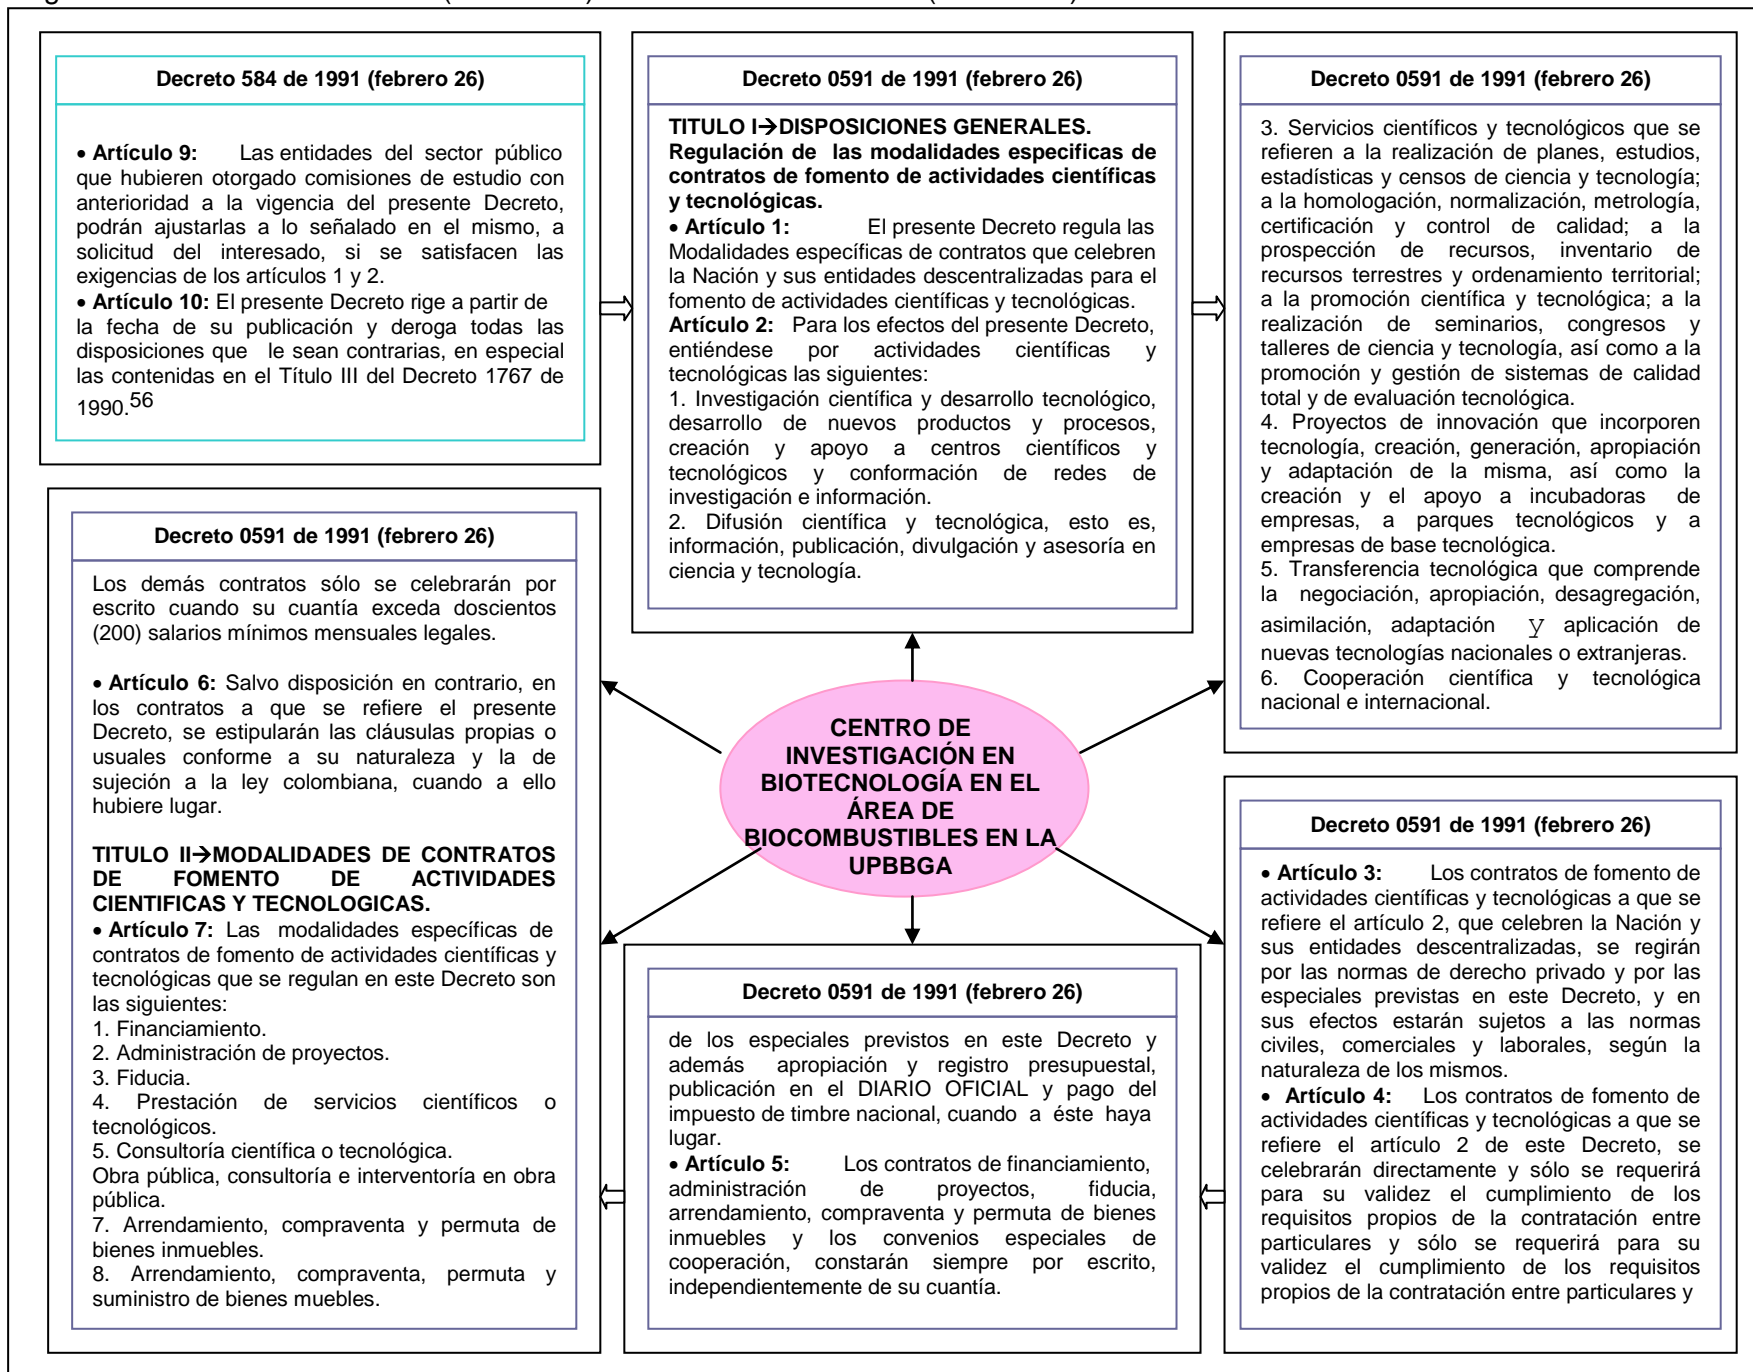 Decreto 584 de 1991 (febrero 26)
• Artículo 9: Las entidades del sector público
que hubieren otorgado comisiones de estudio con
anterioridad a la vigencia del presente Decreto,
podrán ajustarlas a lo señalado en el mismo, a
solicitud del interesado, si se satisfacen las
exigencias de los artículos 1 y 2.
• Artículo 10: El presente Decreto rige a partir de
la fecha de su publicación y deroga todas las
disposiciones que le sean contrarias, en especial
las contenidas en el Título III del Decreto 1767 de
1990.56
Decreto 0591 de 1991 (febrero 26)
TITULO I→DISPOSICIONES GENERALES.
Regulación de las modalidades especificas de
contratos de fomento de actividades científicas
y tecnológicas.
• Artículo 1: El presente Decreto regula las
Modalidades específicas de contratos que celebren
la Nación y sus entidades descentralizadas para el
fomento de actividades científicas y tecnológicas.
Artículo 2: Para los efectos del presente Decreto,
entiéndese por actividades científicas y
tecnológicas las siguientes:
1. Investigación científica y desarrollo tecnológico,
desarrollo de nuevos productos y procesos,
creación y apoyo a centros científicos y
tecnológicos y conformación de redes de
investigación e información.
2. Difusión científica y tecnológica, esto es,
información, publicación, divulgación y asesoría en
ciencia y tecnología.
Decreto 0591 de 1991 (febrero 26)
3. Servicios científicos y tecnológicos que se
refieren a la realización de planes, estudios,
estadísticas y censos de ciencia y tecnología;
a la homologación, normalización, metrología,
certificación y control de calidad; a la
prospección de recursos, inventario de
recursos terrestres y ordenamiento territorial;
a la promoción científica y tecnológica; a la
realización de seminarios, congresos y
talleres de ciencia y tecnología, así como a la
promoción y gestión de sistemas de calidad
total y de evaluación tecnológica.
4. Proyectos de innovación que incorporen
tecnología, creación, generación, apropiación
y adaptación de la misma, así como la
creación y el apoyo a incubadoras de
empresas, a parques tecnológicos y a
empresas de base tecnológica.
5. Transferencia tecnológica que comprende
la negociación, apropiación, desagregación,
asimilación, adaptación y aplicación de
nuevas tecnologías nacionales o extranjeras.
6. Cooperación científica y tecnológica
nacional e internacional.
CENTRO DE
INVESTIGACIÓN EN
BIOTECNOLOGÍA EN EL
ÁREA DE
BIOCOMBUSTIBLES EN LA
UPBBGA
Decreto 0591 de 1991 (febrero 26)
• Artículo 3: Los contratos de fomento de
actividades científicas y tecnológicas a que se
refiere el artículo 2, que celebren la Nación y
sus entidades descentralizadas, se regirán
por las normas de derecho privado y por las
especiales previstas en este Decreto, y en
sus efectos estarán sujetos a las normas
civiles, comerciales y laborales, según la
naturaleza de los mismos.
• Artículo 4: Los contratos de fomento de
actividades científicas y tecnológicas a que se
refiere el artículo 2 de este Decreto, se
celebrarán directamente y sólo se requerirá
para su validez el cumplimiento de los
requisitos propios de la contratación entre
particulares y sólo se requerirá para su
validez el cumplimiento de los requisitos
propios de la contratación entre particulares y
Decreto 0591 de 1991 (febrero 26)
de los especiales previstos en este Decreto y
además apropiación y registro presupuestal,
publicación en el DIARIO OFICIAL y pago del
impuesto de timbre nacional, cuando a éste haya
lugar.
• Artículo 5: Los contratos de financiamiento,
administración de proyectos, fiducia,
arrendamiento, compraventa y permuta de bienes
inmuebles y los convenios especiales de
cooperación, constarán siempre por escrito,
independientemente de su cuantía.
Decreto 0591 de 1991 (febrero 26)
Los demás contratos sólo se celebrarán por
escrito cuando su cuantía exceda doscientos
(200) salarios mínimos mensuales legales.
• Artículo 6: Salvo disposición en contrario, en
los contratos a que se refiere el presente
Decreto, se estipularán las cláusulas propias o
usuales conforme a su naturaleza y la de
sujeción a la ley colombiana, cuando a ello
hubiere lugar.
TITULO II→MODALIDADES DE CONTRATOS
DE FOMENTO DE ACTIVIDADES
CIENTIFICAS Y TECNOLOGICAS.
• Artículo 7: Las modalidades específicas de
contratos de fomento de actividades científicas y
tecnológicas que se regulan en este Decreto son
las siguientes:
1. Financiamiento.
2. Administración de proyectos.
3. Fiducia.
4. Prestación de servicios científicos o
tecnológicos.
5. Consultoría científica o tecnológica.
Obra pública, consultoría e interventoría en obra
pública.
7. Arrendamiento, compraventa y permuta de
bienes inmuebles.
8. Arrendamiento, compraventa, permuta y
suministro de bienes muebles.